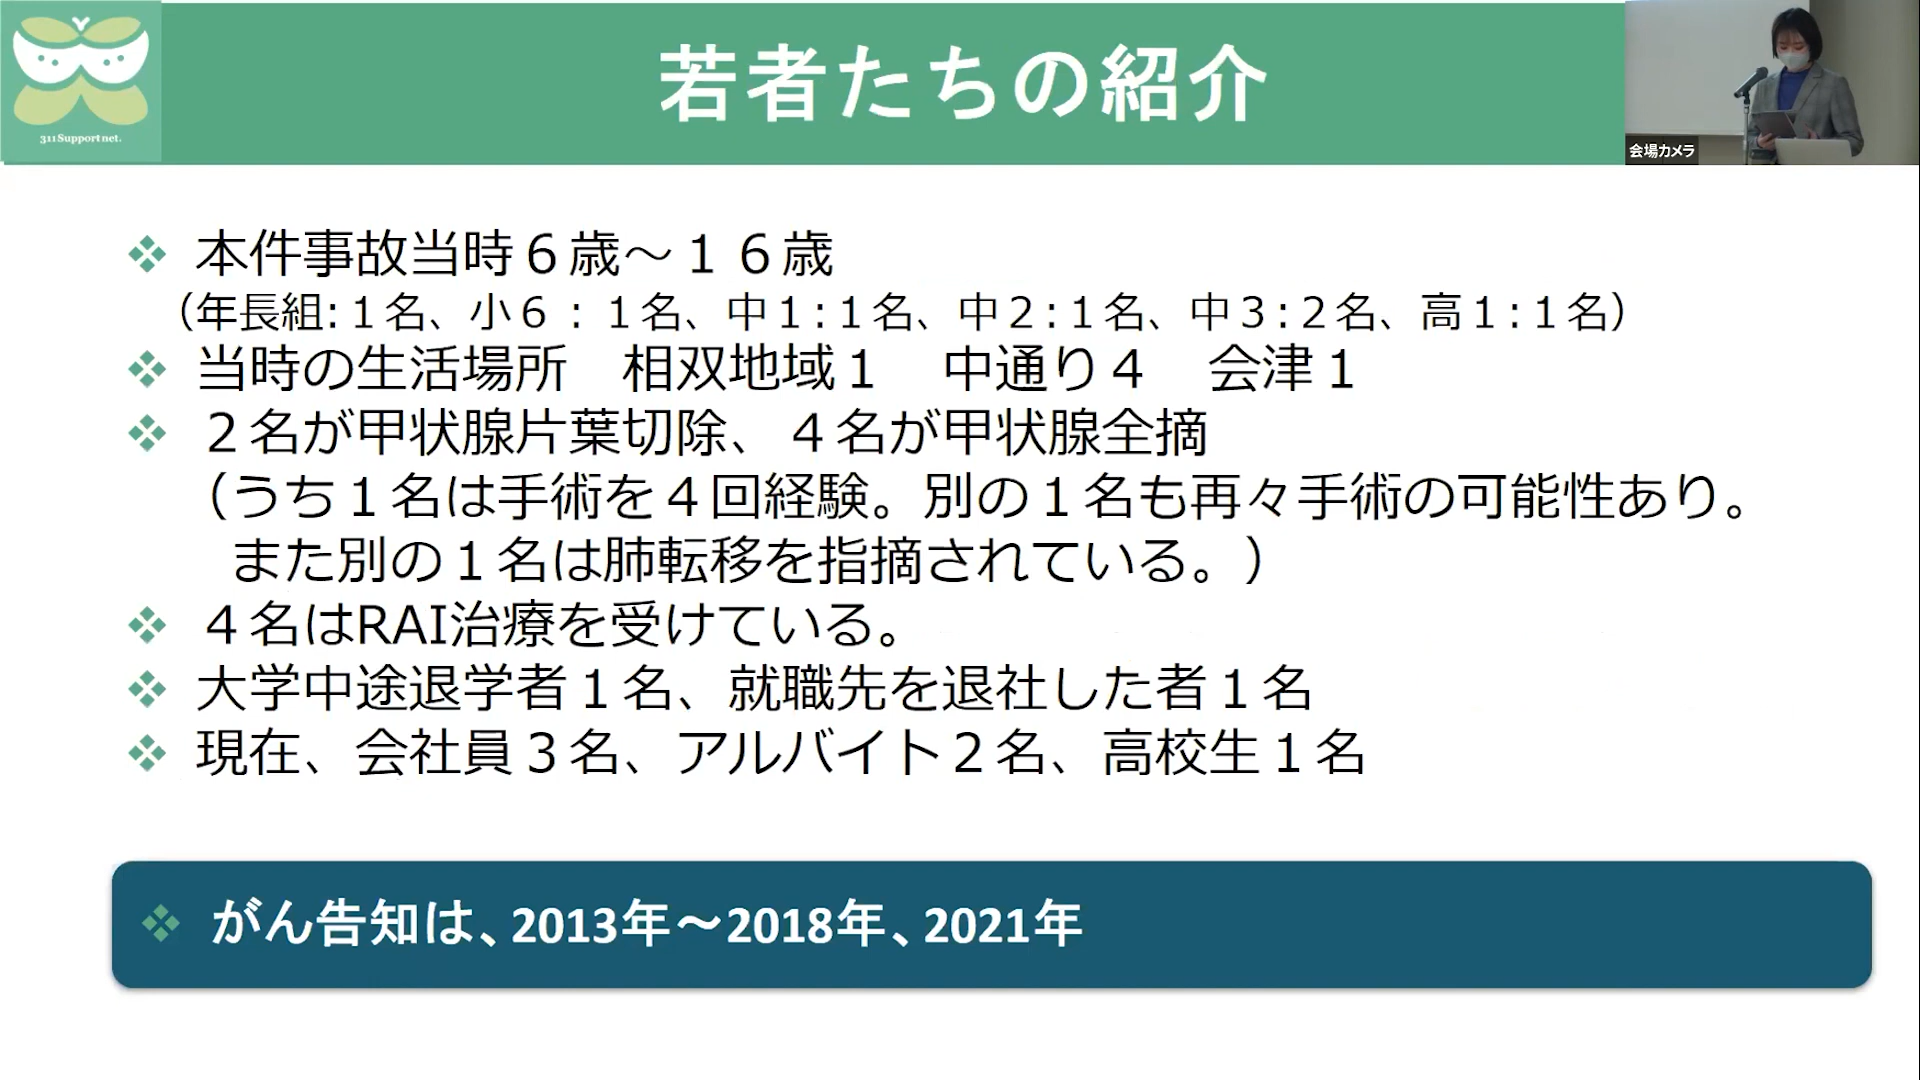 311Support net.
若者たちの紹介
会場カメラ
本件事故当時６歳～１６歳
（年長組:１名、小６：１名、中１:１名、中２:１名、中３:２名、高１:１名）
当時の生活場所　相双地域１　中通り４　会津１
２名が甲状腺片葉切除、４名が甲状腺全摘
（うち１名は手術を４回経験。別の１名も再々手術の可能性あり。
また別の１名は肺転移を指摘されている。）
４名はRAI治療を受けている。
大学中途退学者１名、就職先を退社した者１名
現在、会社員３名、アルバイト２名、高校生１名
がん告知は、2013年～2018年、2021年